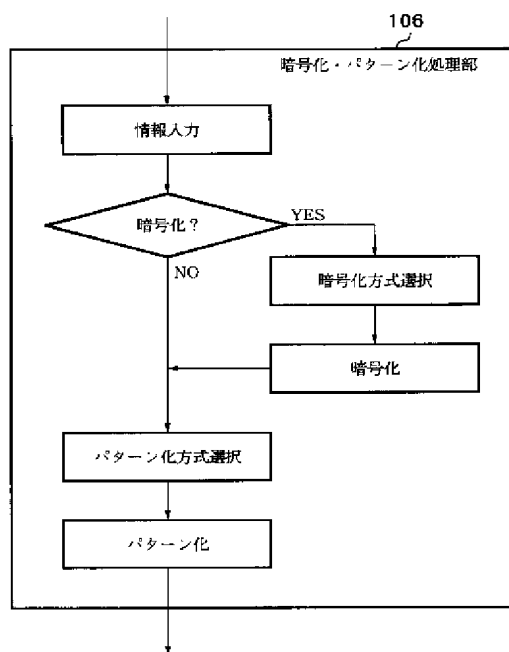 106
暗号化・パターン化処理部
情報入力
暗号化?
YES
NO
暗号化方式選択
暗号化
パターン化方式選択
パターン化